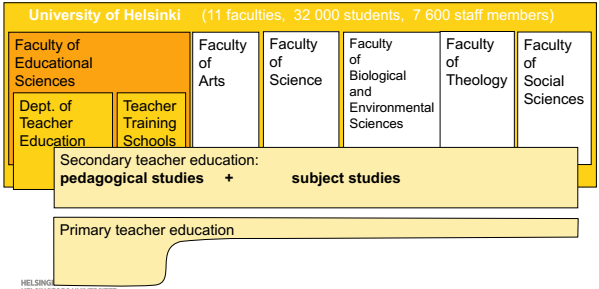 University of Helsinki (11 faculties, 32 000 students, 7 600 staff members)
Faculty of
Educational
Sciences
Dept. of
Teacher
Education
Teacher
Training
Schools
Faculty
of
Arts
Faculty
of
Science
Faculty
of
Biological
and
Environmental
Sciences
Faculty
of
Theology
Faculty
of
Social
Sciences
Secondary teacher education:
pedagogical studies + subject studies
Primary teacher education